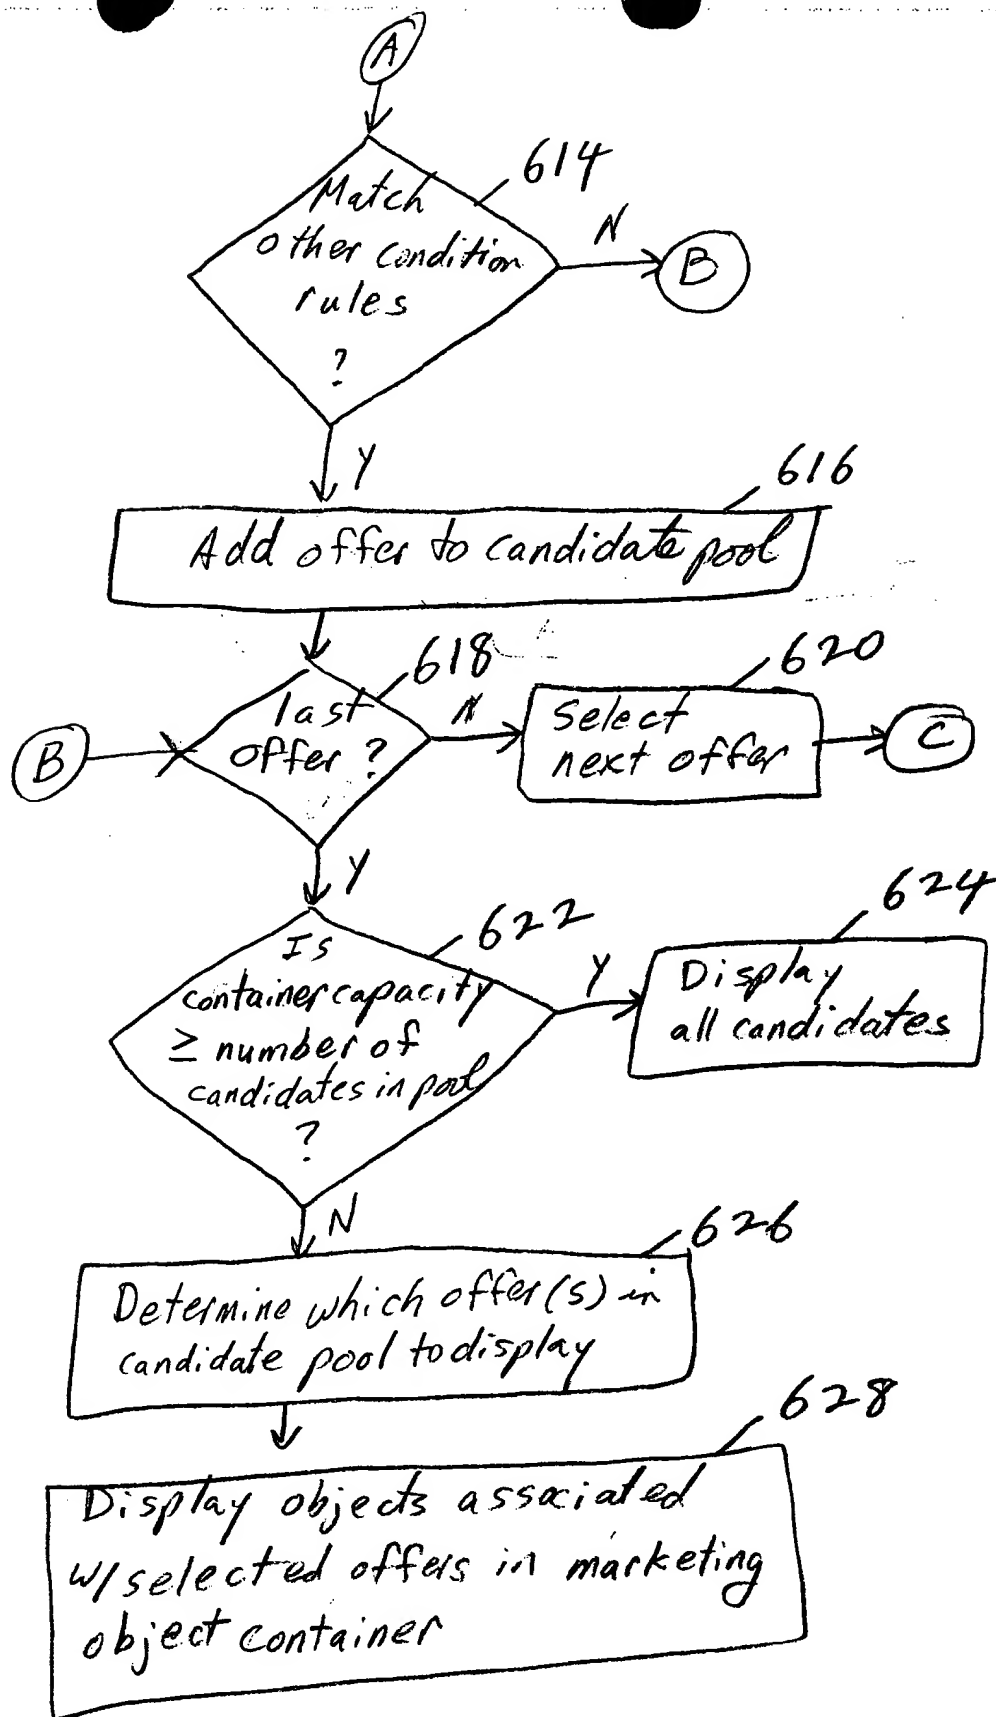 A
614
Match
other condition
rules
?
N
B
Y
616
Add offer to candidate pool
618
620
last
offer ?
N
Select
next offer
C
B
Y
622
624
Is
container capacity
≥ number of
candidates in pool
?
Y
Display
all candidates
N
626
Determine which offer(s) in
candidate pool to display
628
Display objects associated
w/ selected offers in marketing
object container